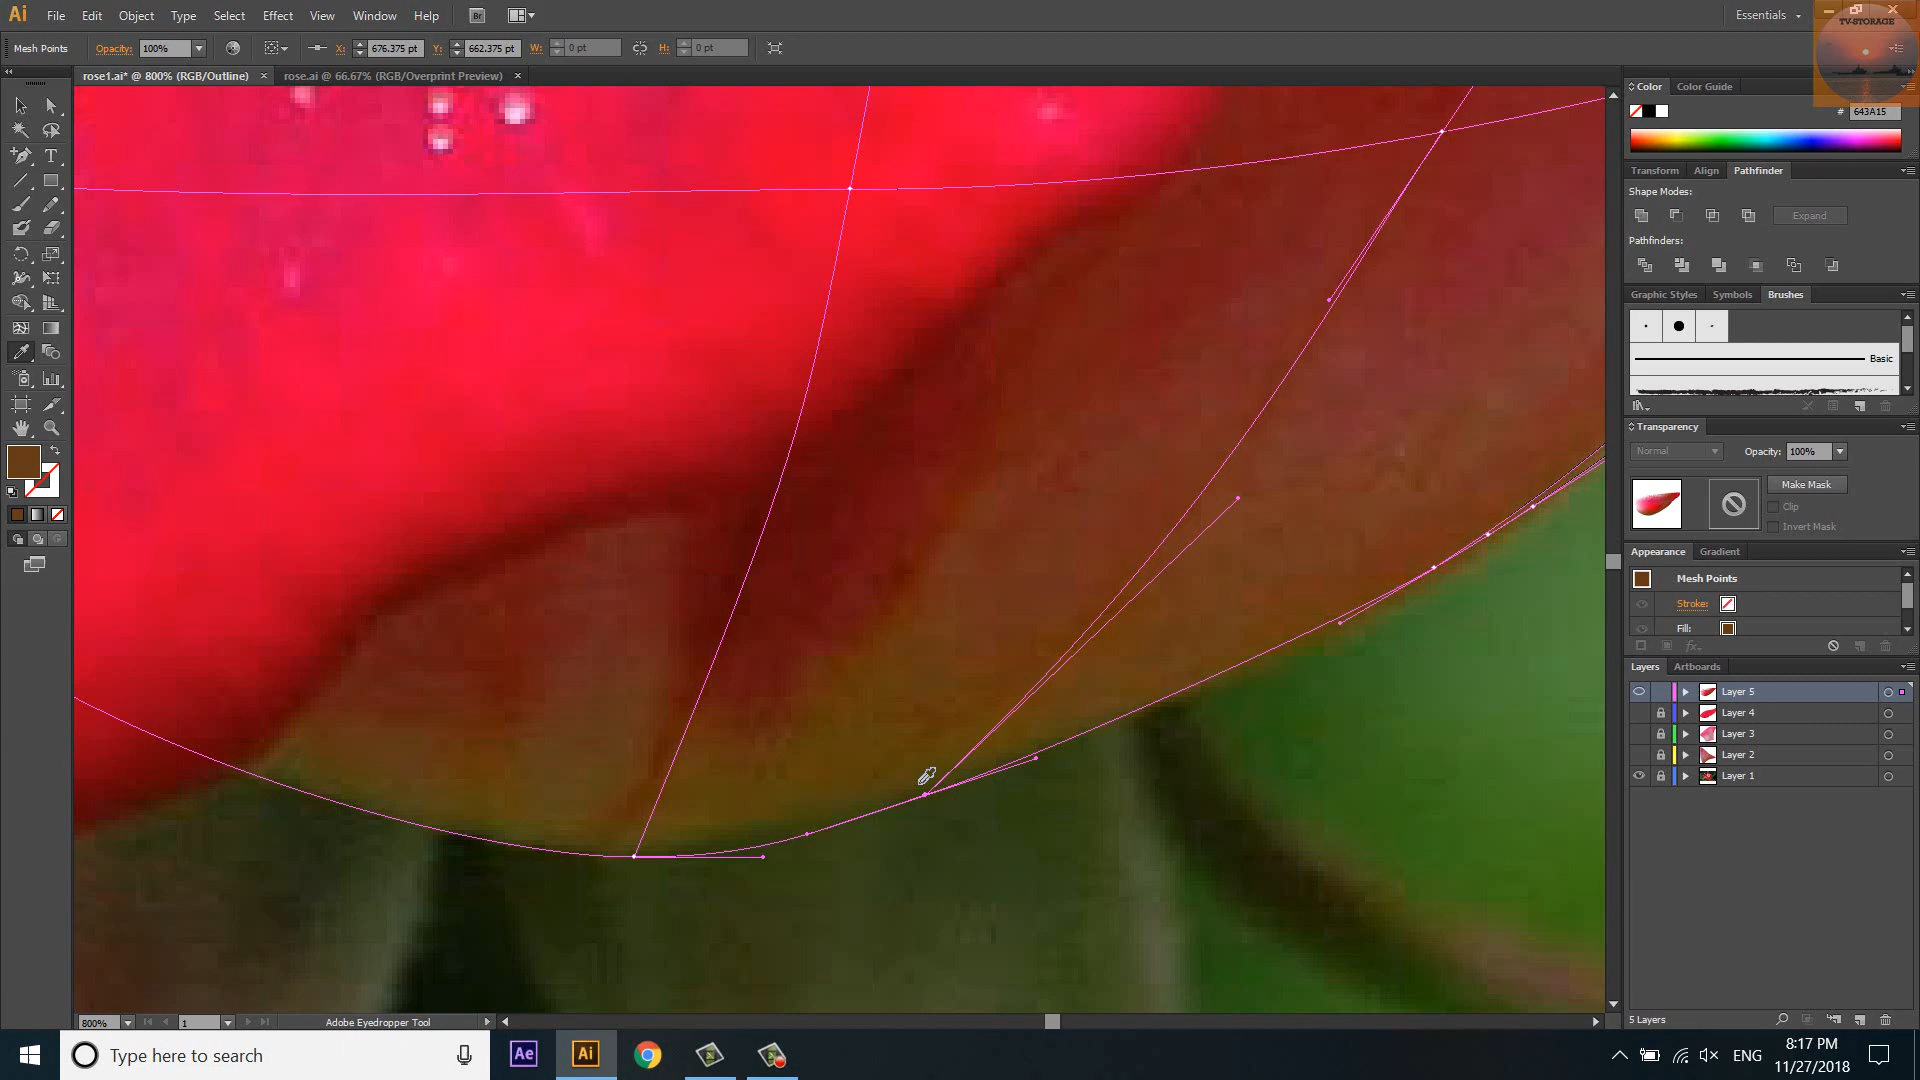 Ai File Edit Object Type Select Effect View Window Help Br Essentials
TV-STORAGE
Mesh Points Opacity: 100% X: 676.375 pt Y: 662.375 pt W: 0 pt H: 0 pt
rose1.ai* @ 800% (RGB/Outline) × rose.ai @ 66.67% (RGB/Overprint Preview) ×
Color Color Guide
# 643A15
Transform Align Pathfinder
Shape Modes:
Expand
Pathfinders:
Graphic Styles Symbols Brushes
Basic
Transparency
Normal Opacity: 100%
Make Mask
Clip
Invert Mask
Appearance Gradient
Mesh Points
Stroke:
Fill:
Layers Artboards
Layer 5
Layer 4
Layer 3
Layer 2
Layer 1
5 Layers
800% 1 Adobe Eyedropper Tool
Type here to search
Ae Ai
ENG
8:17 PM
11/27/2018